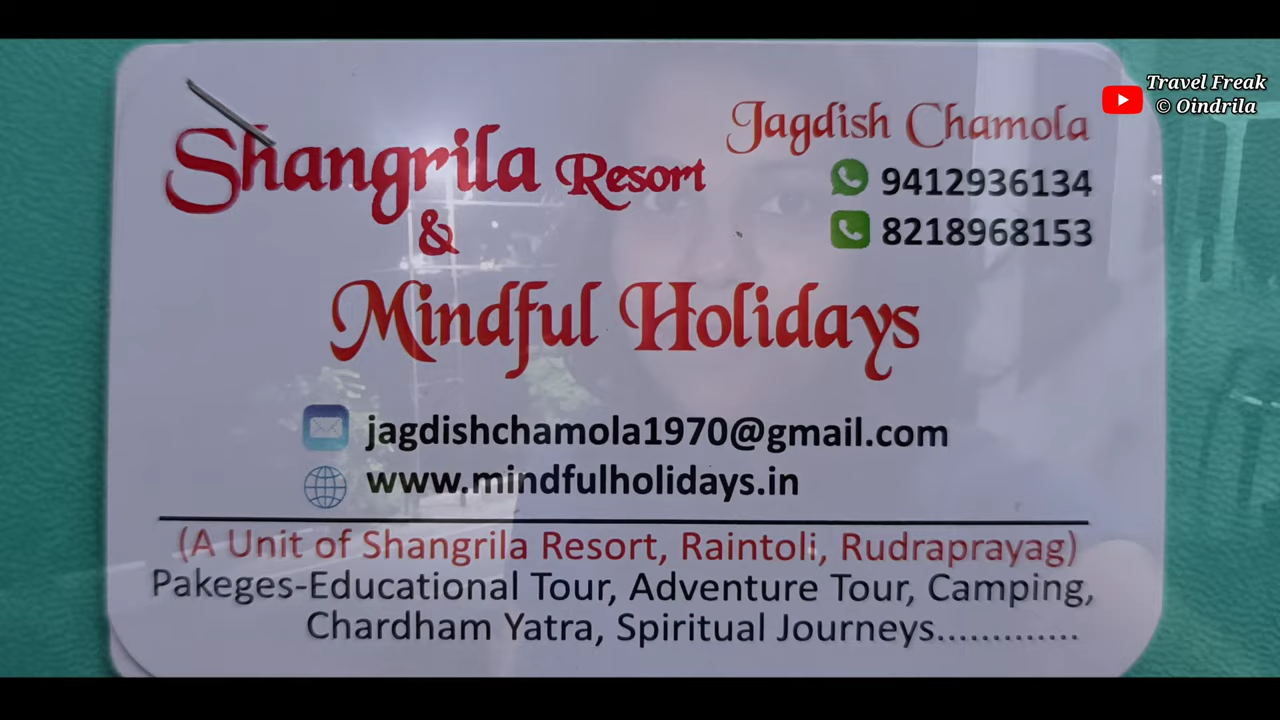 Travel Freak
© Oindrila
Shangrila Resort
&
Mindful Holidays
Jagdish Chamola
9412936134
8218968153
jagdishchamola1970@gmail.com
www.mindfulholidays.in
(A Unit of Shangrila Resort, Raintoli, Rudraprayag)
Pakeges-Educational Tour, Adventure Tour, Camping,
Chardham Yatra, Spiritual Journeys.............